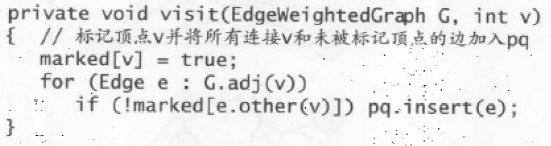 private void visit(EdgeWeightedGraph G, int v)
{ // 标记顶点v并将所有连接v和未被标记顶点的边加入pq
marked[v] = true;
for (Edge e : G.adj(v))
if (!marked[e.other(v)]) pq.insert(e);
}